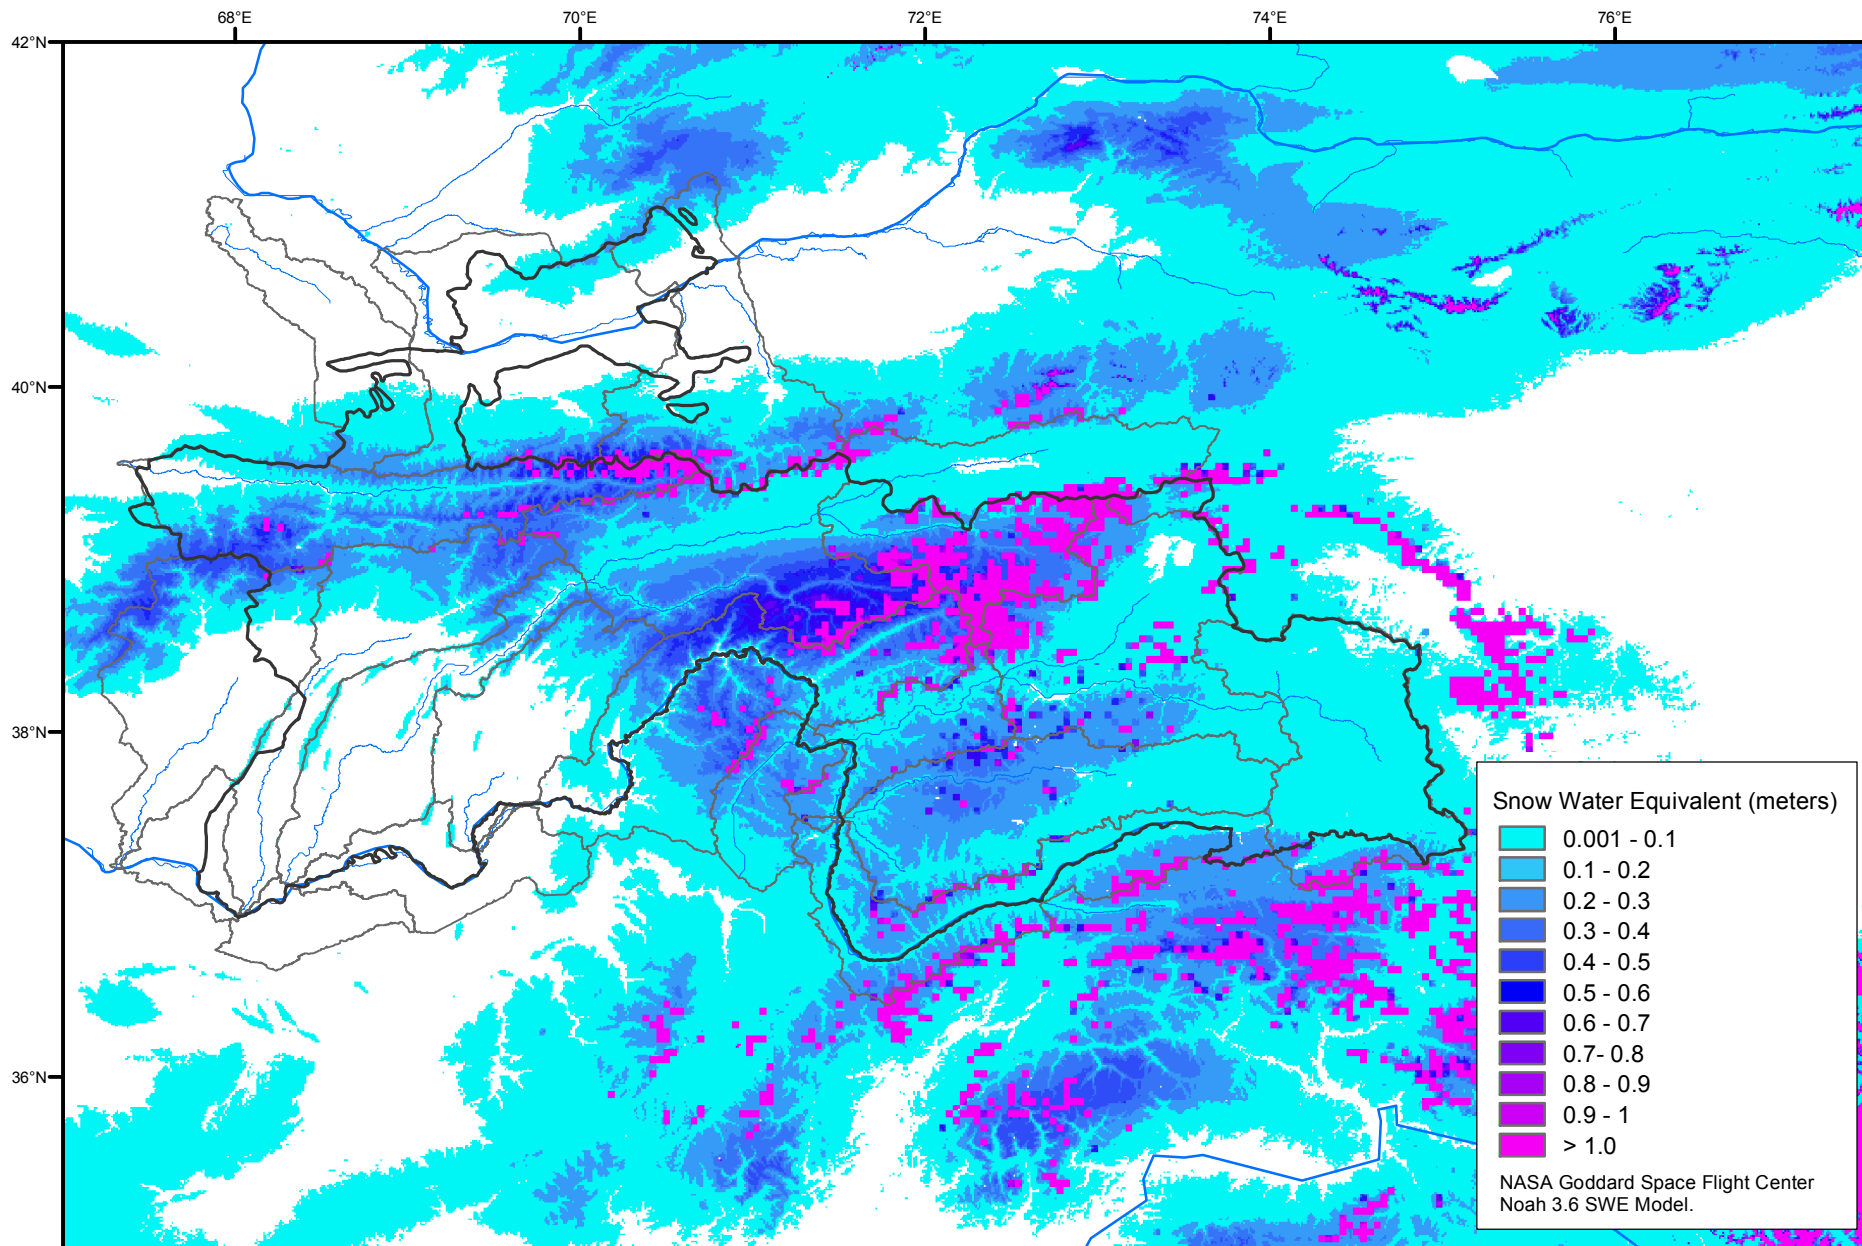 68°E 70°E 72°E 74°E 76°E
42°N
40°N
38°N
36°N
Snow Water Equivalent (meters)
0.001 - 0.1
0.1 - 0.2
0.2 - 0.3
0.3 - 0.4
0.4 - 0.5
0.5 - 0.6
0.6 - 0.7
0.7- 0.8
0.8 - 0.9
0.9 - 1
> 1.0
NASA Goddard Space Flight Center
Noah 3.6 SWE Model.